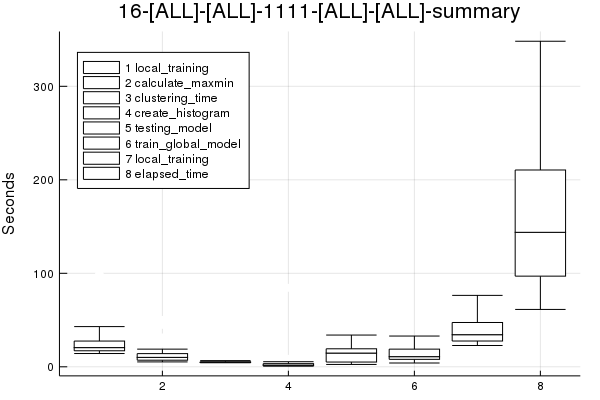 16-[ALL]-[ALL]-1111-[ALL]-[ALL]-summary
Seconds
300
200
100
0
1 local_training
2 calculate_maxmin
3 clustering_time
4 create_histogram
5 testing_model
6 train_global_model
7 local_training
8 elapsed_time
2
4
6
8